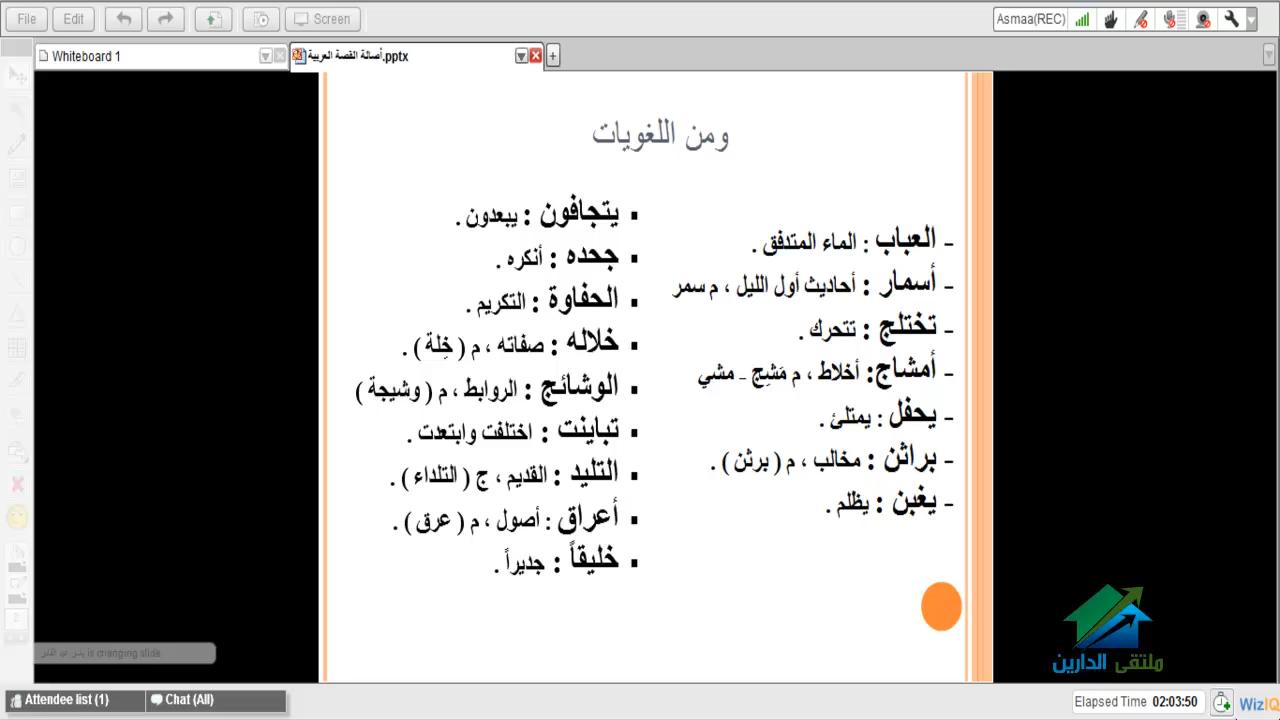 File
Edit
Screen
Asmaa(REC)
Whiteboard 1
أصالة القصة العربية.pptx
ومن اللغويات
- العباب : الماء المتدفق .
- أسمار : أحاديث أول الليل ، م سمر
- تختلج : تتحرك .
- أمشاج: أخلاط ، م مَشِج – مشي
- يحفل : يمتلئ .
- براثن : مخالب ، م ( برثن ) .
- يغبن : يظلم .
▪ يتجافون : يبعدون .
▪ جحده : أنكره .
▪ الحفاوة : التكريم .
▪ خلاله : صفاته ، م ( خِلة ) .
▪ الوشائج : الروابط ، م ( وشيجة )
▪ تباينت : اختلفت وابتعدت .
▪ التليد : القديم ، ج ( التلداء ) .
▪ أعراق : أصول ، م ( عرق ) .
▪ خليقاً : جديراً .
ملتقى الدارين
is changing slide
Attendee list (1)
Chat (All)
Elapsed Time 02:03:50
WizIQ